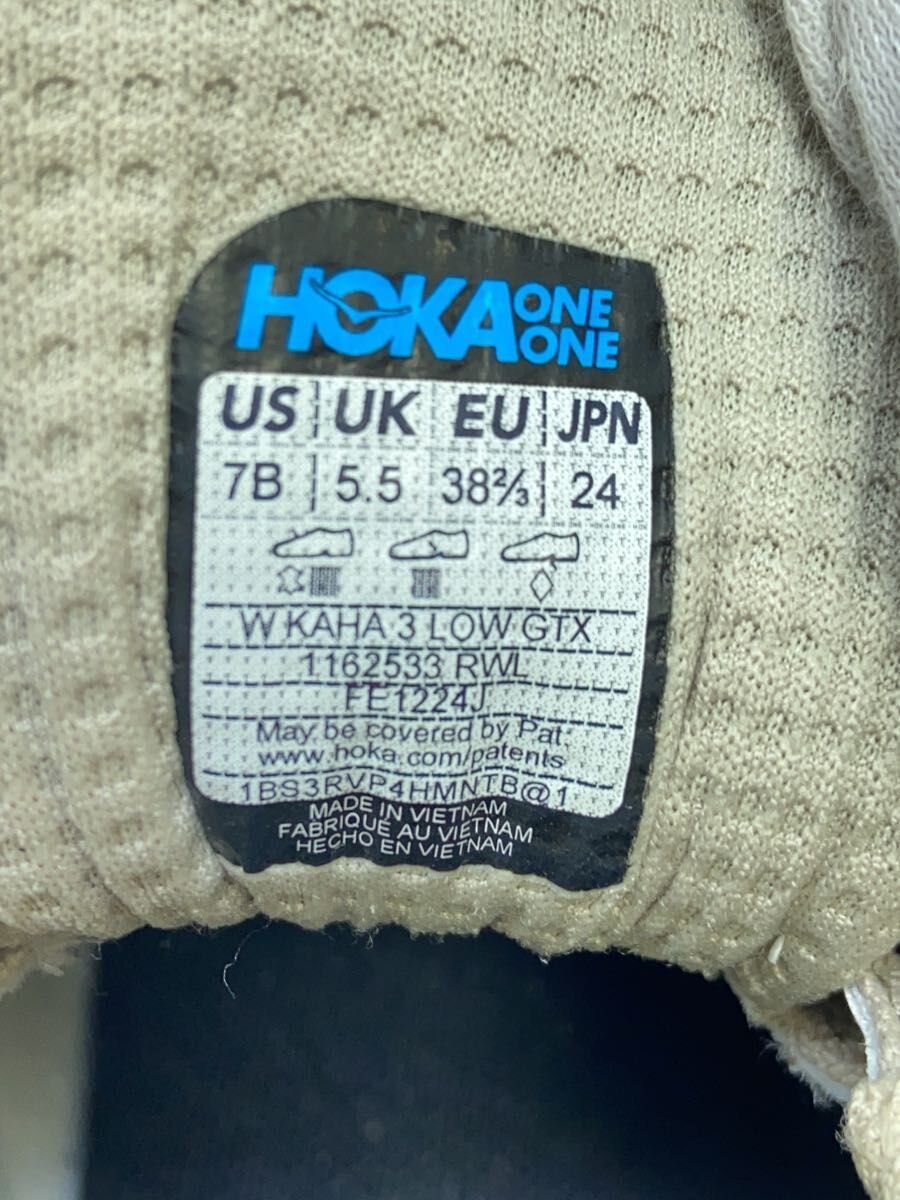 HOKA ONE ONE
US UK EU JPN
7B 5.5 38⅔ 24
W KAHA 3 LOW GTX
1162533 RWL
FE1224J
May be covered by Pat.
www.hoka.com/patents
1BS3RVP4HMNTB@1
MADE IN VIETNAM
FABRIQUE AU VIETNAM
HECHO EN VIETNAM